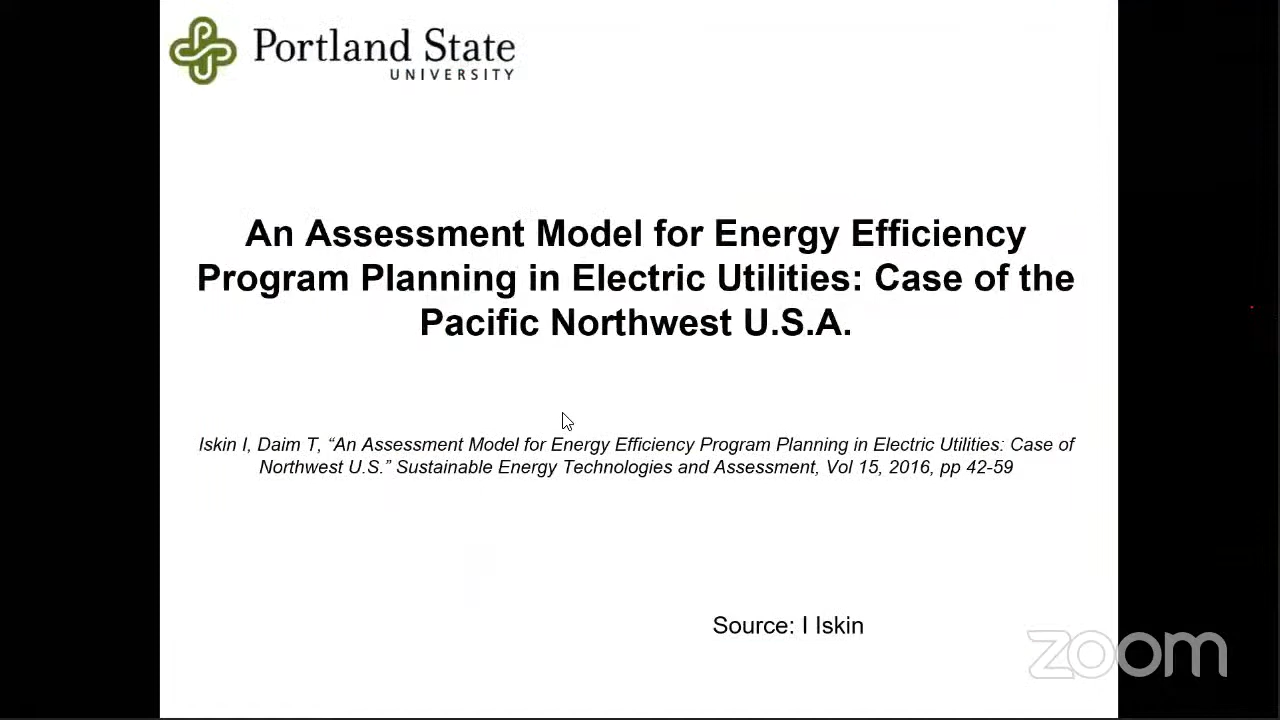 Portland State
UNIVERSITY
An Assessment Model for Energy Efficiency
Program Planning in Electric Utilities: Case of the
Pacific Northwest U.S.A.
Iskin I, Daim T, “An Assessment Model for Energy Efficiency Program Planning in Electric Utilities: Case of
Northwest U.S.” Sustainable Energy Technologies and Assessment, Vol 15, 2016, pp 42-59
Source: I Iskin
zoom